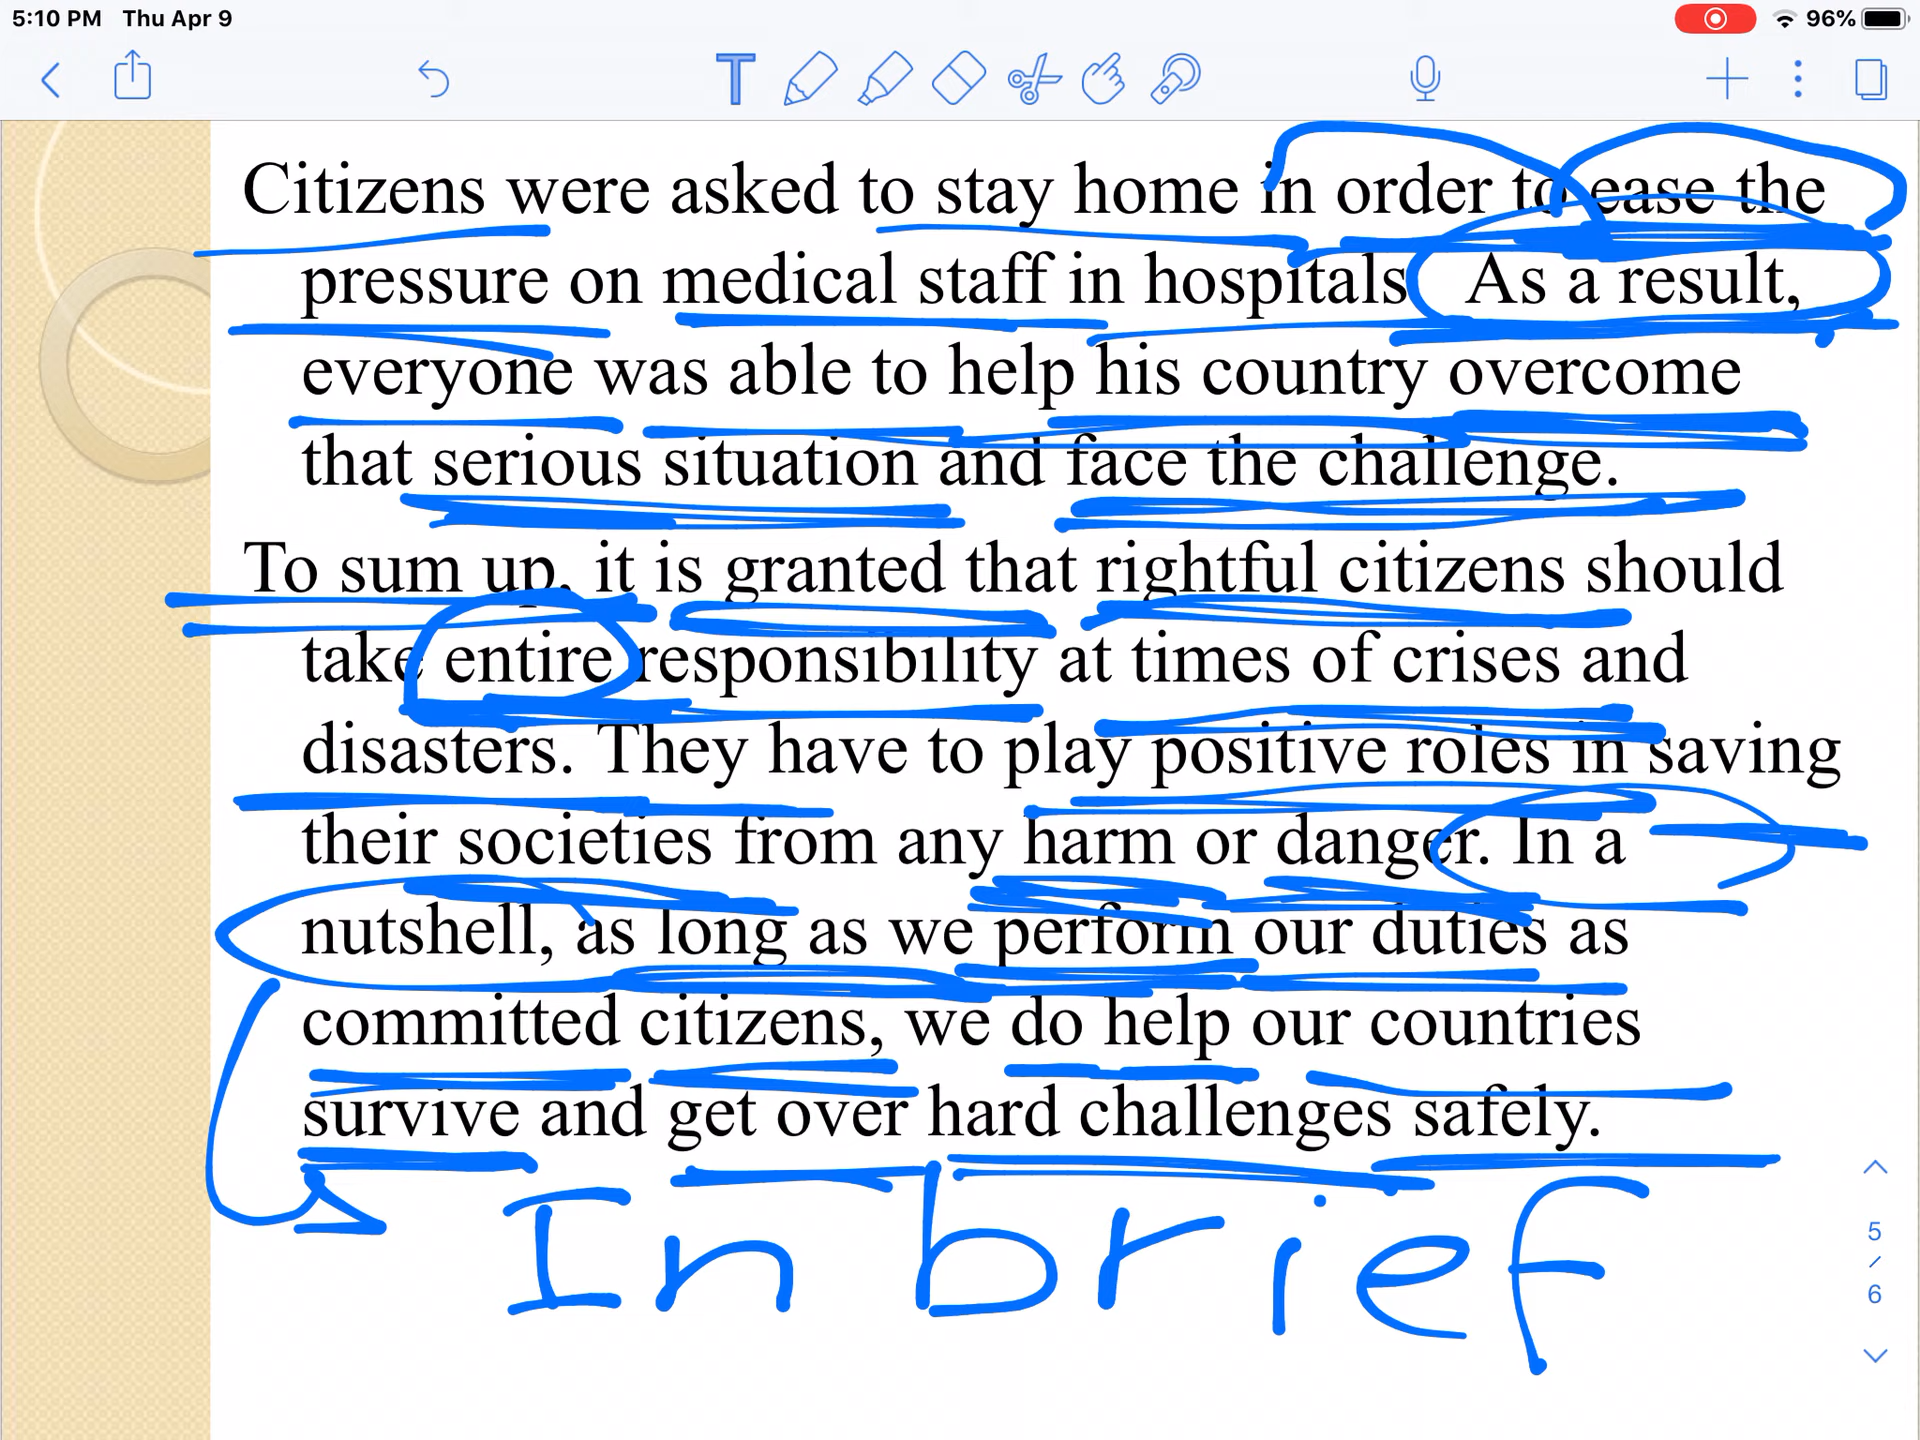 5:10 PM Thu Apr 9
96%
Citizens were asked to stay home in order to ease the
pressure on medical staff in hospitals As a result,
everyone was able to help his country overcome
that serious situation and face the challenge.
To sum up, it is granted that rightful citizens should
take entire responsibility at times of crises and
disasters. They have to play positive roles in saving
their societies from any harm or danger. In a
nutshell, as long as we perform our duties as
committed citizens, we do help our countries
survive and get over hard challenges safely.
In brief
5
/
6